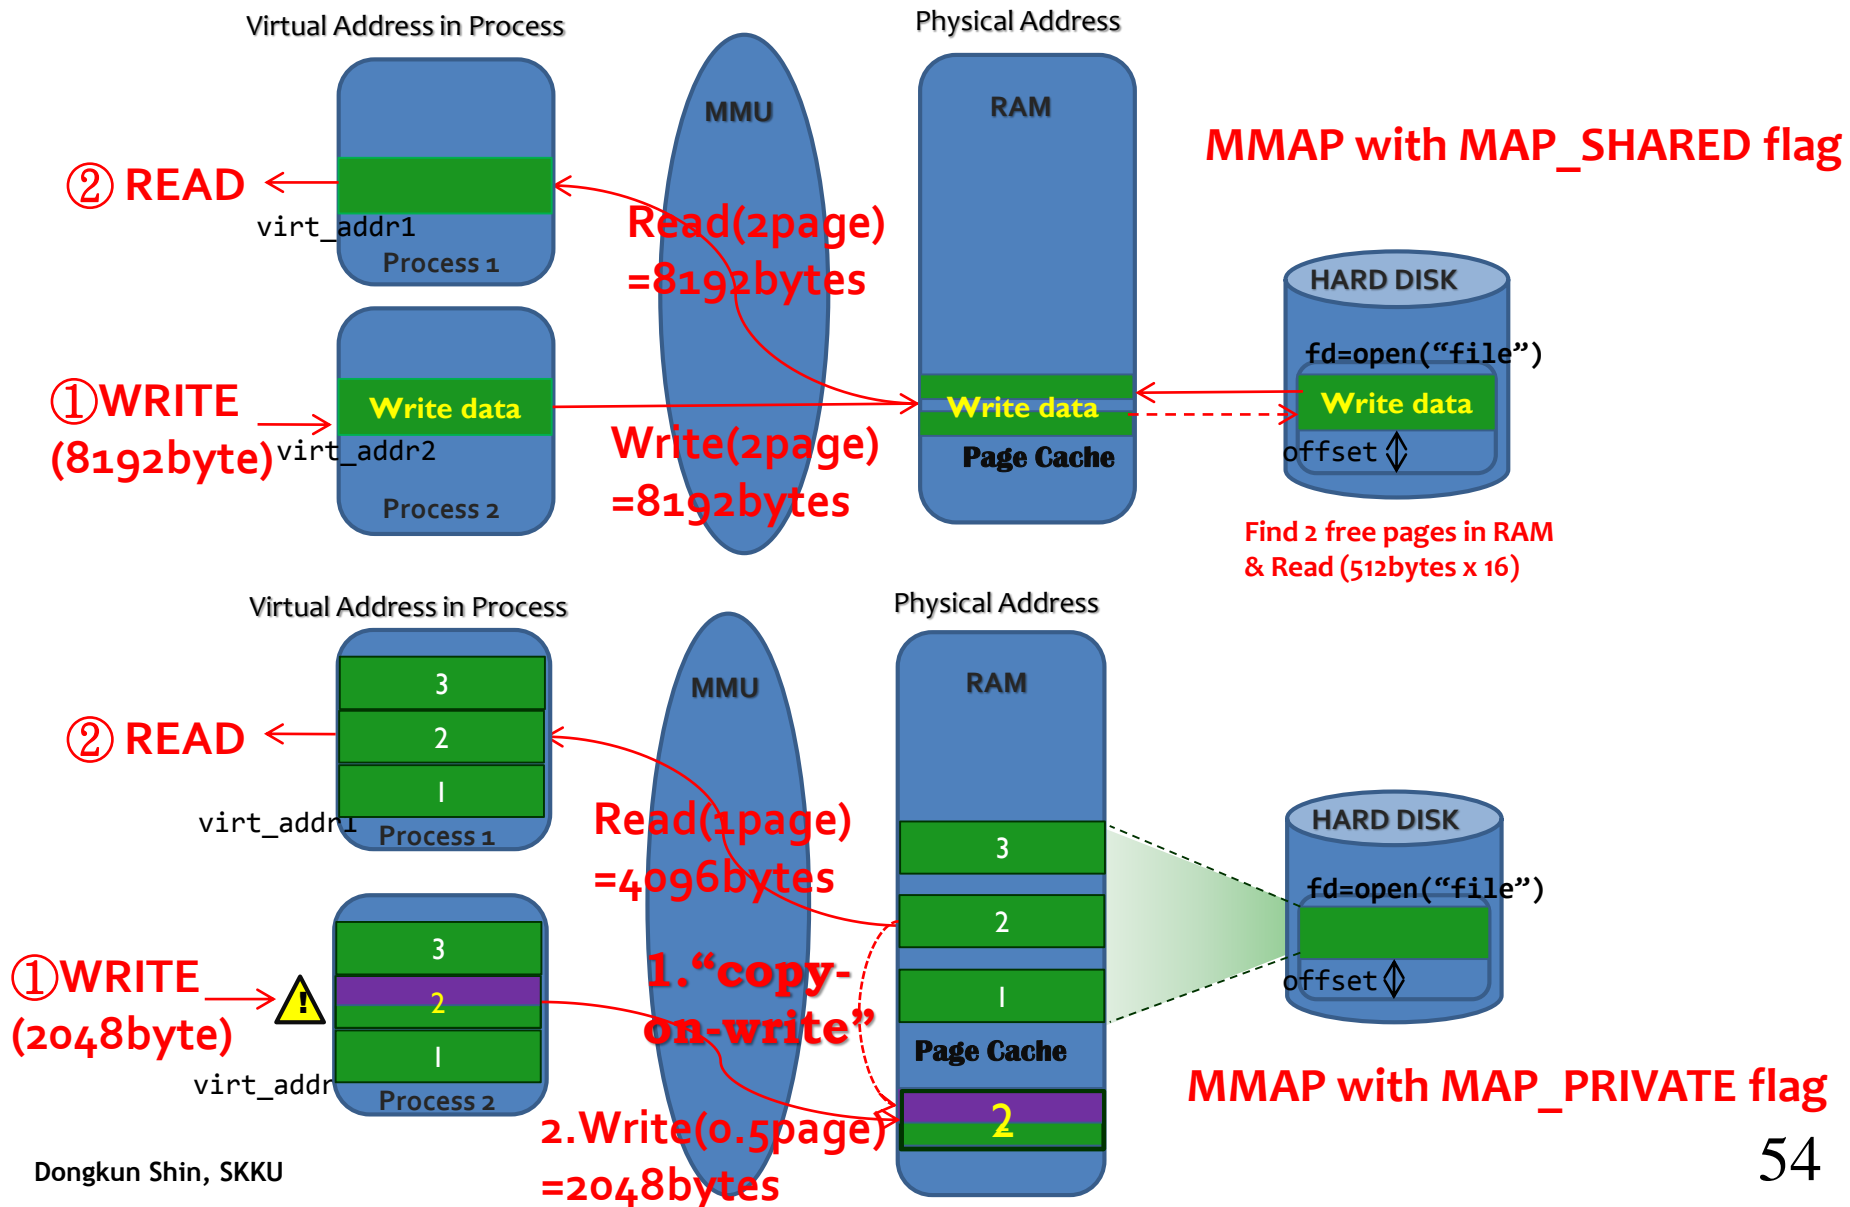 Virtual Address in Process
Physical Address
MMU
RAM
MMAP with MAP_SHARED flag
② READ
virt_addr1
Process 1
Read(2page)
=8192bytes
HARD DISK
fd=open(“file”)
①WRITE
(8192byte)
Write data
virt_addr2
Process 2
Write(2page)
=8192bytes
Write data
Page Cache
Write data
offset
Find 2 free pages in RAM
& Read (512bytes x 16)
Virtual Address in Process
Physical Address
MMU
RAM
② READ
3
2
1
virt_addr1
Process 1
Read(1page)
=4096bytes
3
2
1
Page Cache
2
HARD DISK
fd=open(“file”)
offset
①WRITE
(2048byte)
!
3
2
1
virt_addr
Process 2
1.“copy-
on-write”
2.Write(0.5page)
=2048bytes
MMAP with MAP_PRIVATE flag
Dongkun Shin, SKKU
54